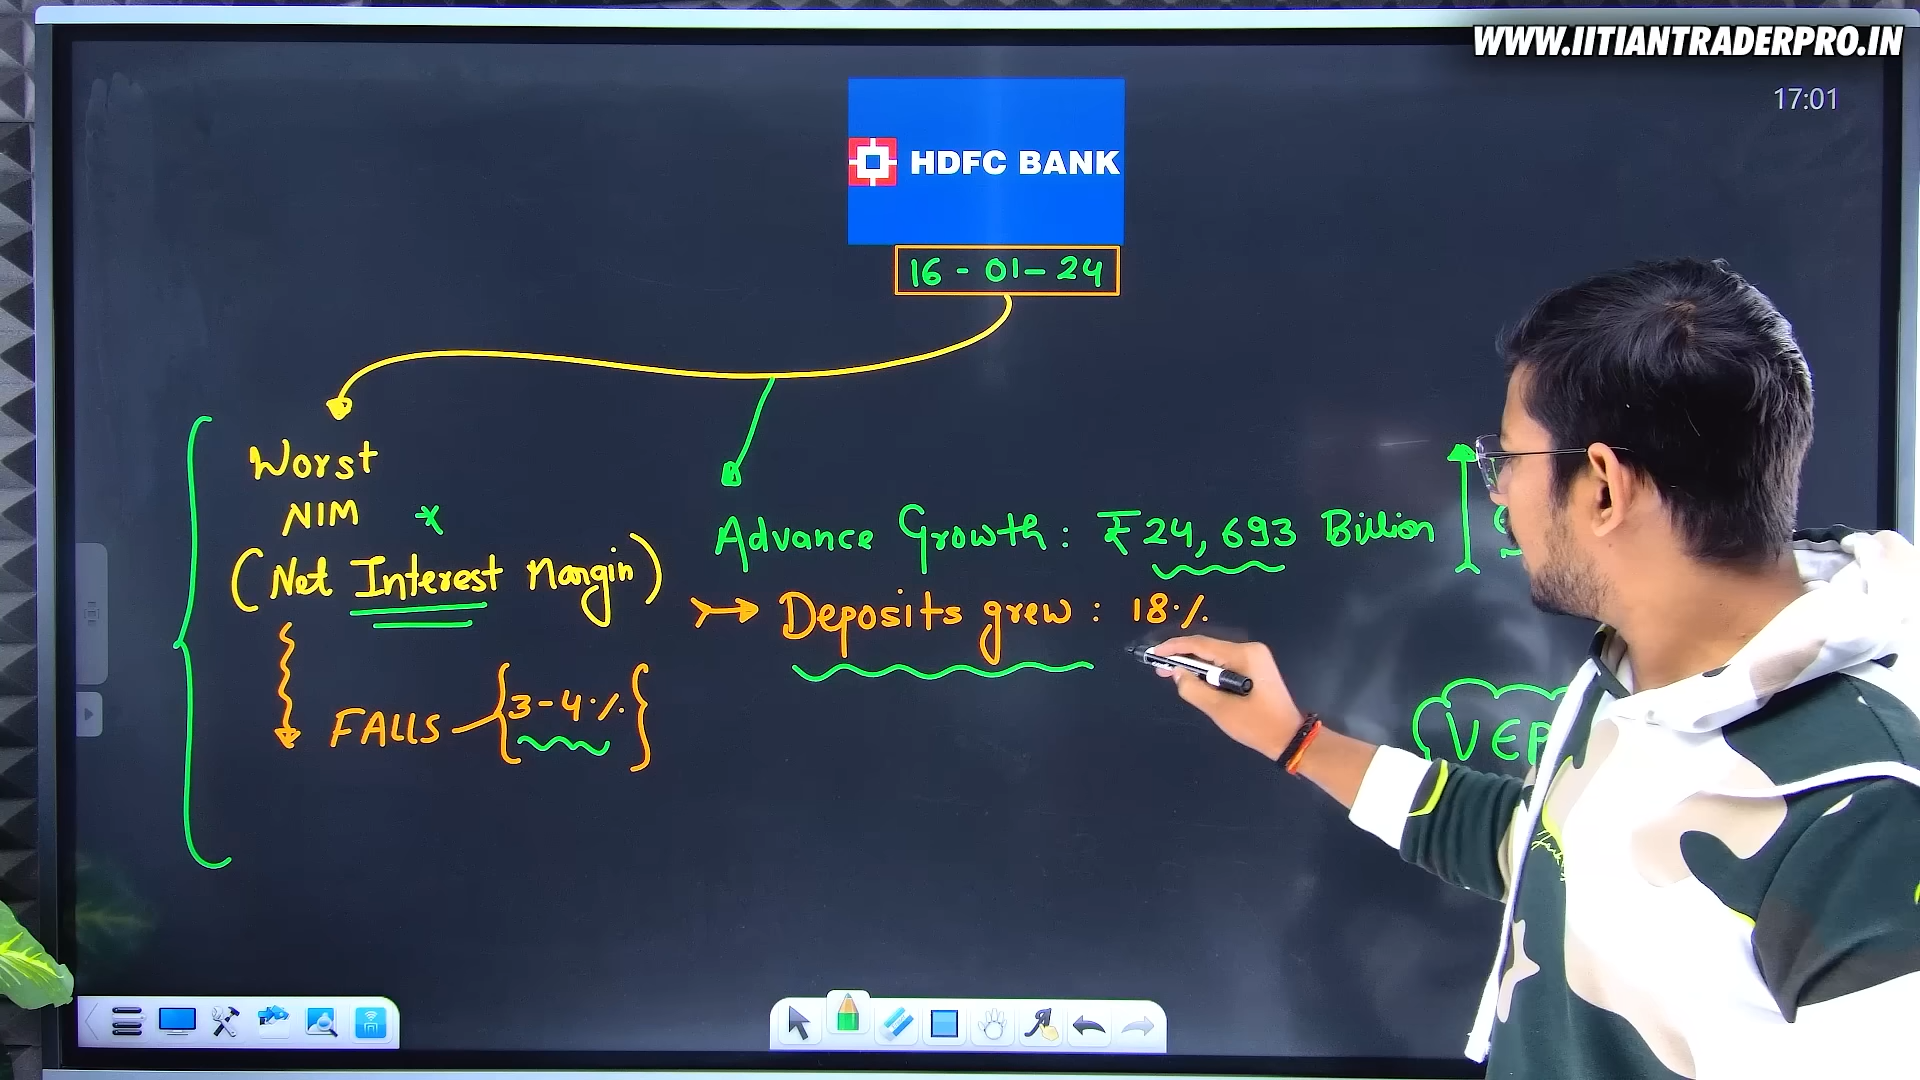 WWW.IITIANTRADERPRO.IN
17:01
HDFC BANK
16-01-24
Worst
NIM *
(Net Interest Margin)
FALLS {3-4%}
Advance Growth: ₹24,693 Billion
Deposits grew: 18%